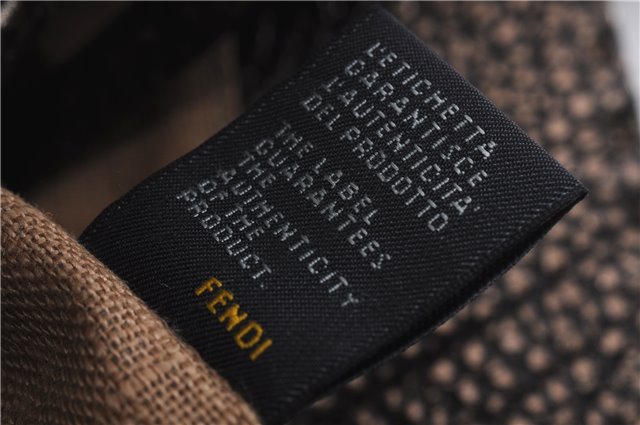 L'ETICHETTA
GARANTISCE
L'AUTENTICITA'
DEL PRODOTTO
THE LABEL
GUARANTEES
THE
AUTHENTICITY
OF THE
PRODUCT.
FENDI